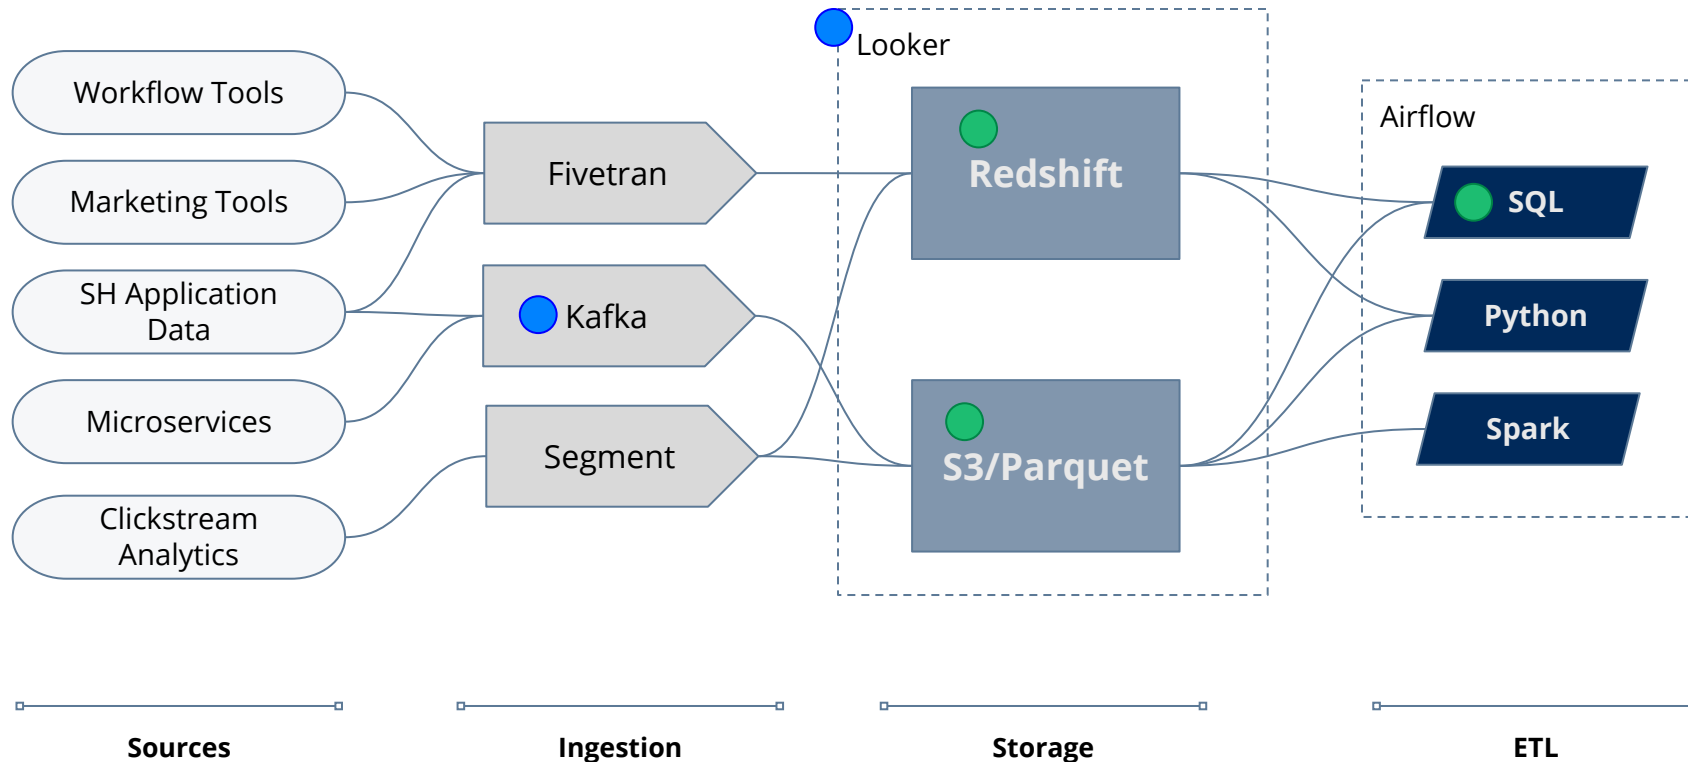 Looker
Workflow Tools
Marketing Tools
SH Application
Data
Microservices
Clickstream
Analytics
Fivetran
Kafka
Segment
Redshift
S3/Parquet
Airflow
SQL
Python
Spark
Sources
Ingestion
Storage
ETL